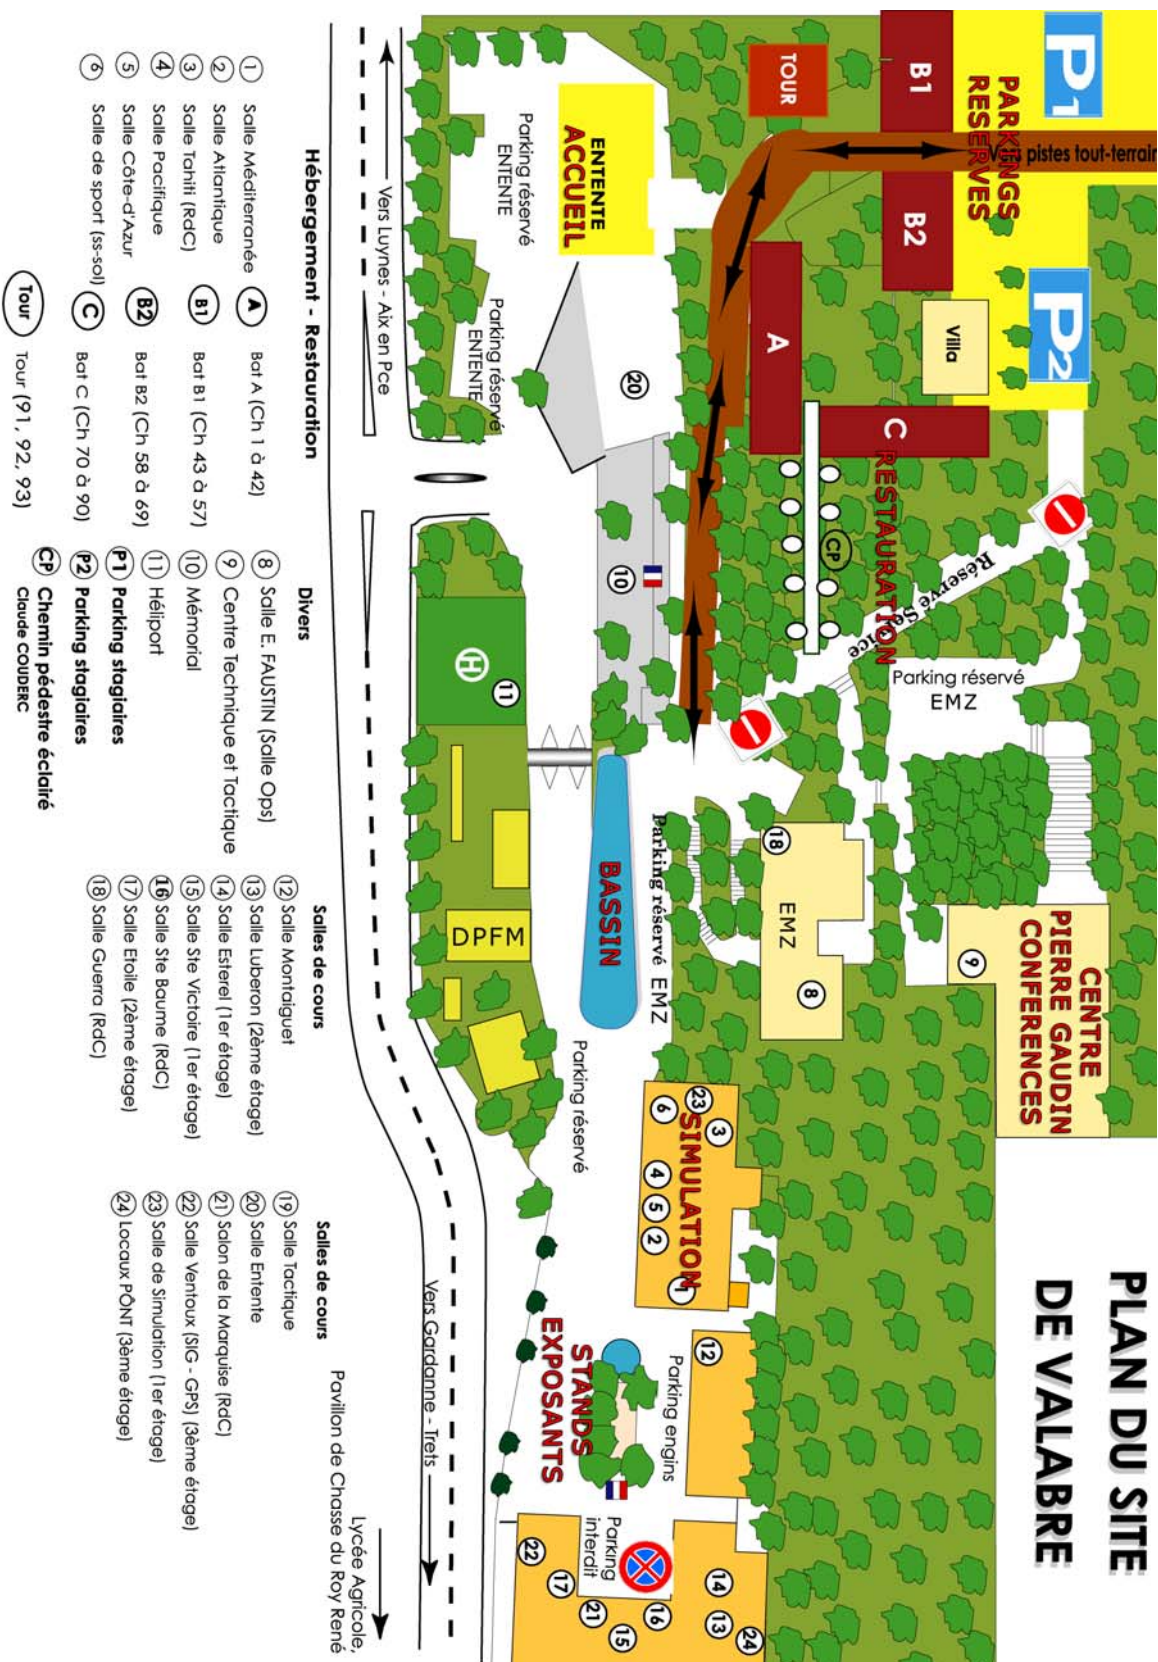 PLAN DU SITE
DE VALABRE
P1
PARKINGS
RESERVES
pistes tout-terrain
P2
B1
B2
Villa
TOUR
A
C
RESTAURATION
CP
Réservé Service
Parking réservé
EMZ
CENTRE
PIERRE GAUDIN
CONFERENCES
9
ENTENTE
ACCUEIL
Parking réservé
ENTENTE
Parking réservé
ENTENTE
20
10
18
EMZ
8
Parking réservé EMZ
BASSIN
H
11
DPFM
Parking réservé
SIMULATION
23
3
6
4
5
2
1
12
Parking engins
STANDS
EXPOSANTS
Parking
interdit
14
13
24
16
15
21
17
22
Vers Luynes - Aix en Pce
Vers Gardanne - Trets
Lycée Agricole,
Pavillon de Chasse du Roy René
Hébergement - Restauration
1 Salle Méditerranée
2 Salle Atlantique
3 Salle Tahiti (RdC)
4 Salle Pacifique
5 Salle Côte-d'Azur
6 Salle de sport (ss-sol)
A Bat A (Ch 1 à 42)
B1 Bat B1 (Ch 43 à 57)
B2 Bat B2 (Ch 58 à 69)
C Bat C (Ch 70 à 90)
Tour Tour (91, 92, 93)
Divers
8 Salle E. FAUSTIN (Salle Ops)
9 Centre Technique et Tactique
10 Mémorial
11 Héliport
P1 Parking stagiaires
P2 Parking stagiaires
CP Chemin pédestre éclairé
Claude COUDERC
Salles de cours
12 Salle Montaiguet
13 Salle Luberon (2ème étage)
14 Salle Esterel (1er étage)
15 Salle Ste Victoire (1er étage)
16 Salle Ste Baume (RdC)
17 Salle Etoile (2ème étage)
18 Salle Guerra (RdC)
Salles de cours
19 Salle Tactique
20 Salle Entente
21 Salon de la Marquise (RdC)
22 Salle Ventoux (SIG - GPS) (3ème étage)
23 Salle de Simulation (1er étage)
24 Locaux PÔNT (3ème étage)